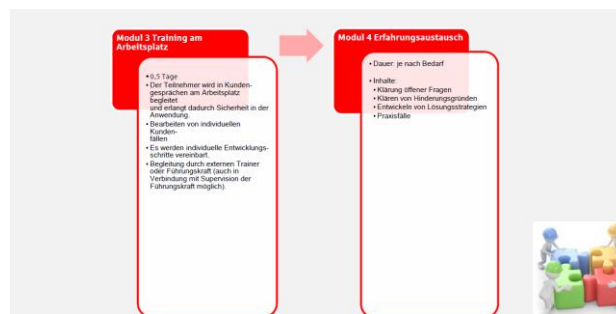 Modul 3 Training am
Arbeitsplatz
• 0,5 Tage
• Der Teilnehmer wird in Kunden-
gesprächen am Arbeitsplatz
begleitet
und erlangt dadurch Sicherheit in der
Anwendung.
• Bearbeiten von individuellen
Kunden-
fällen
• Es werden individuelle Entwicklungs-
schritte vereinbart.
• Begleitung durch externen Trainer
oder Führungskraft (auch in
Verbindung mit Supervision der
Führungskraft möglich).
Modul 4 Erfahrungsaustausch
• Dauer: je nach Bedarf
• Inhalte:
• Klärung offener Fragen
• Klären von Hinderungsgründen
• Entwickeln von Lösungsstrategien
• Praxisfälle